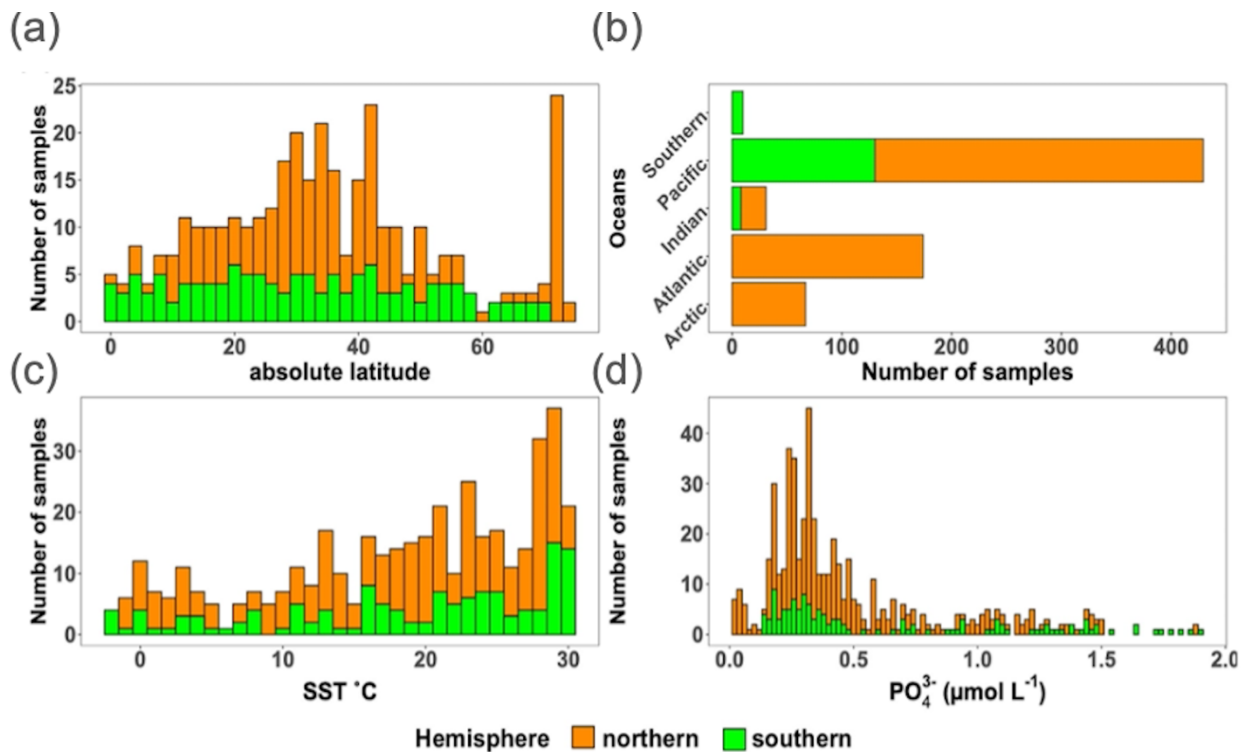 (a)
25
20
15
10
5
0
Number of samples
0 20 40 60
absolute latitude
(b)
Southern
Pacific
Indian
Atlantic
Arctic
Oceans
0 100 200 300 400
Number of samples
(c)
30
20
10
0
Number of samples
0 10 20 30
SST °C
(d)
40
30
20
10
0
Number of samples
0.0 0.5 1.0 1.5 2.0
PO₄³⁻ (μmol L⁻¹)
Hemisphere northern southern